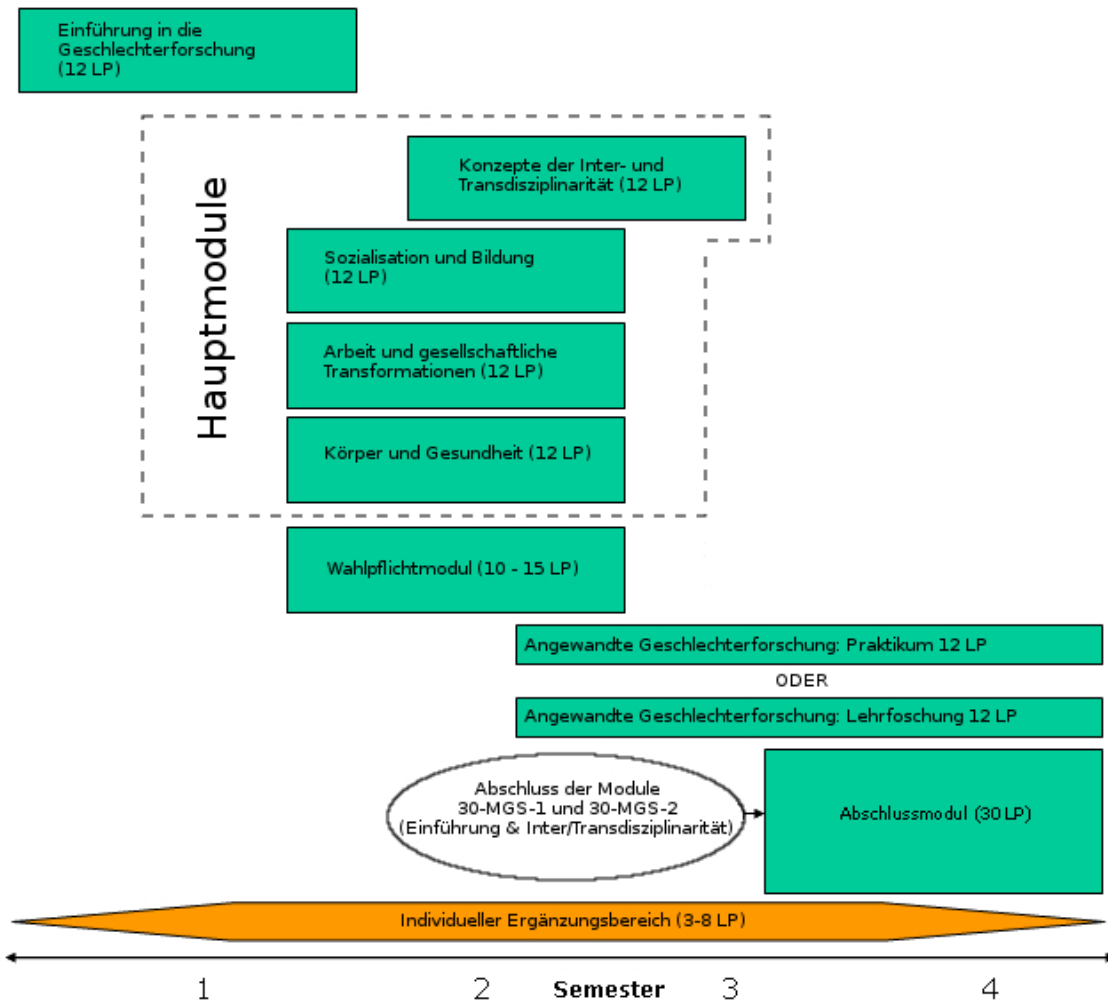 Einführung in die
Geschlechterforschung
(12 LP)
Hauptmodule
Konzepte der Inter- und
Transdisziplinarität (12 LP)
Sozialisation und Bildung
(12 LP)
Arbeit und gesellschaftliche
Transformationen (12 LP)
Körper und Gesundheit (12 LP)
Wahlpflichtmodul (10 - 15 LP)
Angewandte Geschlechterforschung: Praktikum 12 LP
ODER
Angewandte Geschlechterforschung: Lehrfoschung 12 LP
Abschluss der Module
30-MGS-1 und 30-MGS-2
(Einführung & Inter/Transdisziplinarität)
Abschlussmodul (30 LP)
Individueller Ergänzungsbereich (3-8 LP)
1 2 Semester 3 4